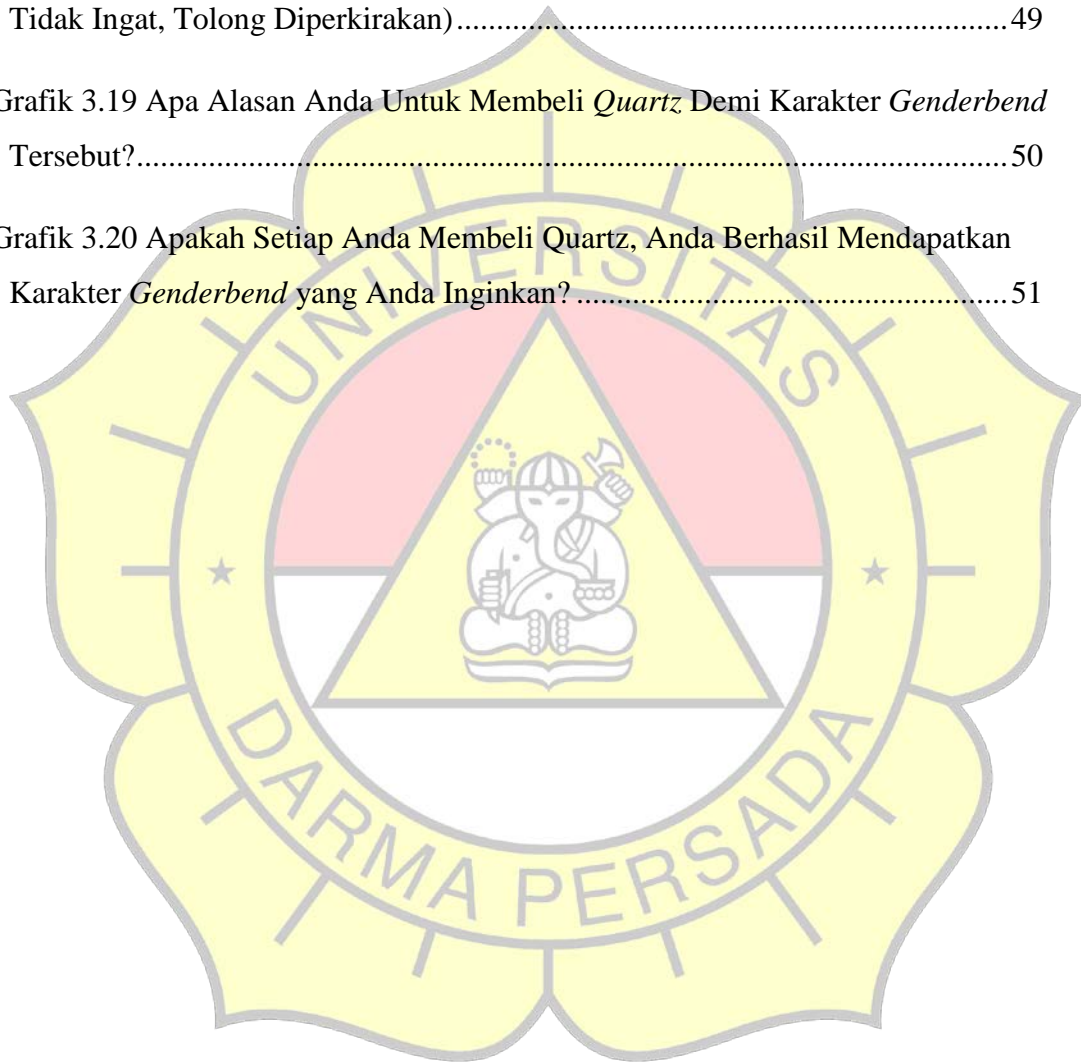 Tidak Ingat, Tolong Diperkirakan)....................................................................49
Grafik 3.19 Apa Alasan Anda Untuk Membeli Quartz Demi Karakter Genderbend
Tersebut?.............................................................................................................50
Grafik 3.20 Apakah Setiap Anda Membeli Quartz, Anda Berhasil Mendapatkan
Karakter Genderbend yang Anda Inginkan? ......................................................51
UNIVERSITAS
DARMA PERSADA